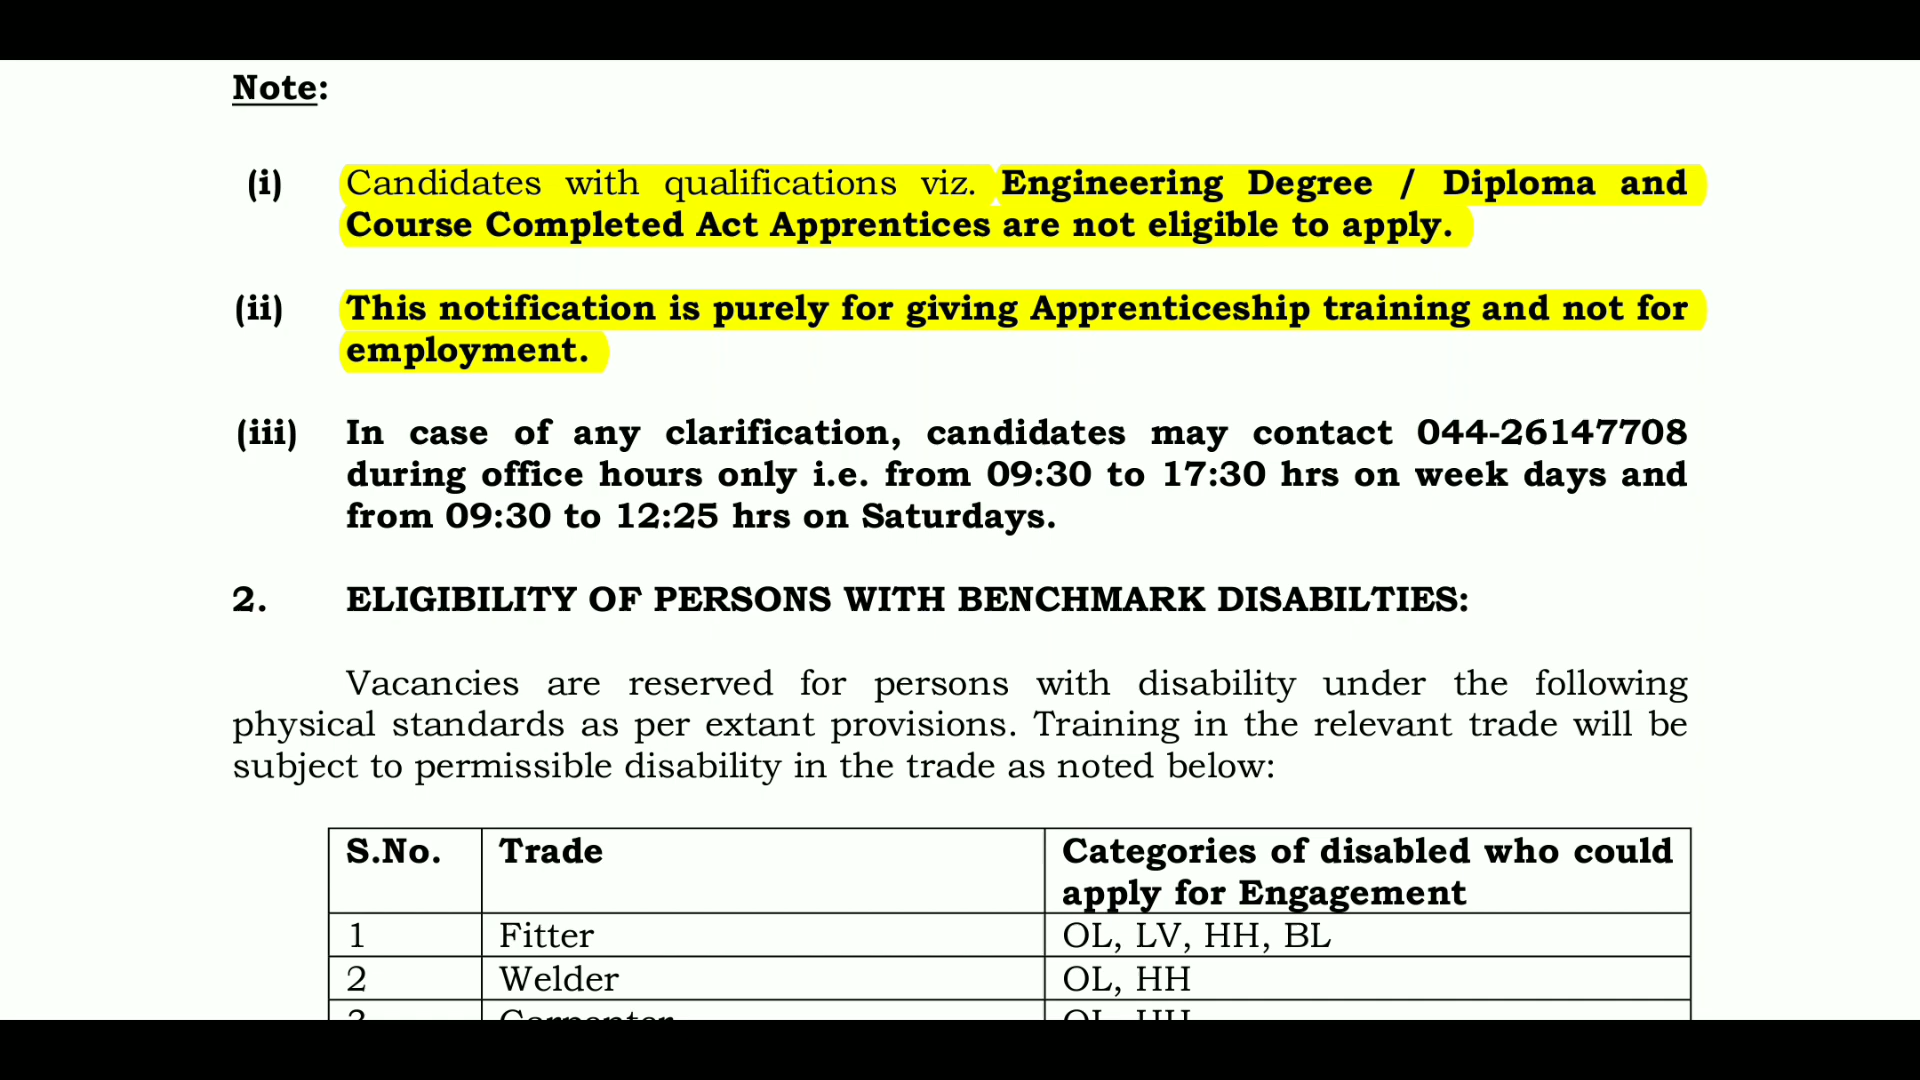 Note:
(i) Candidates with qualifications viz. Engineering Degree / Diploma and
Course Completed Act Apprentices are not eligible to apply.
(ii) This notification is purely for giving Apprenticeship training and not for
employment.
(iii) In case of any clarification, candidates may contact 044-26147708
during office hours only i.e. from 09:30 to 17:30 hrs on week days and
from 09:30 to 12:25 hrs on Saturdays.
2. ELIGIBILITY OF PERSONS WITH BENCHMARK DISABILTIES:
Vacancies are reserved for persons with disability under the following
physical standards as per extant provisions. Training in the relevant trade will be
subject to permissible disability in the trade as noted below:
S.No. Trade Categories of disabled who could
apply for Engagement
1 Fitter OL, LV, HH, BL
2 Welder OL, HH
3 Carpenter OL, HH